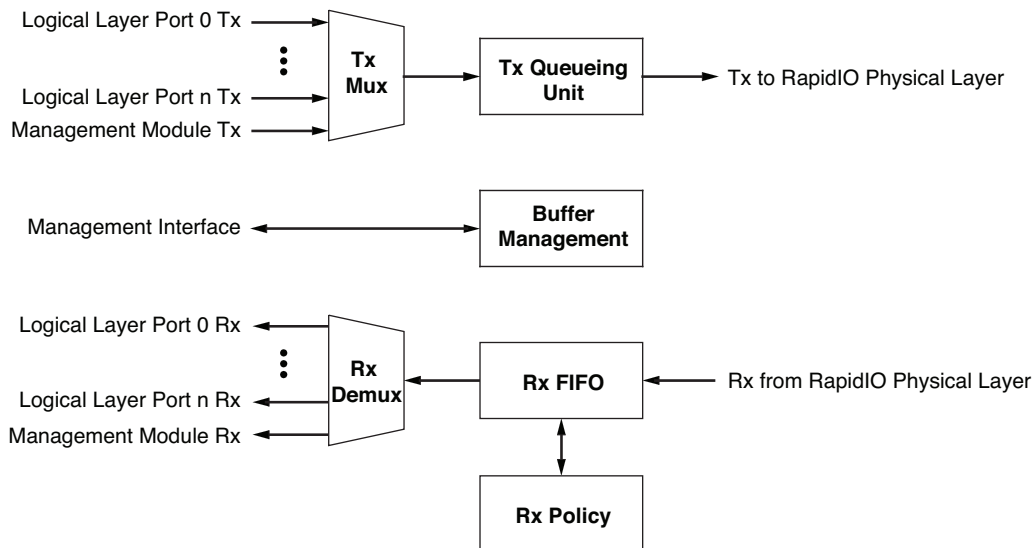 Logical Layer Port 0 Tx
Logical Layer Port n Tx
Management Module Tx
Tx
Mux
Tx Queueing
Unit
Tx to RapidIO Physical Layer
Management Interface
Buffer
Management
Logical Layer Port 0 Rx
Logical Layer Port n Rx
Management Module Rx
Rx
Demux
Rx FIFO
Rx from RapidIO Physical Layer
Rx Policy